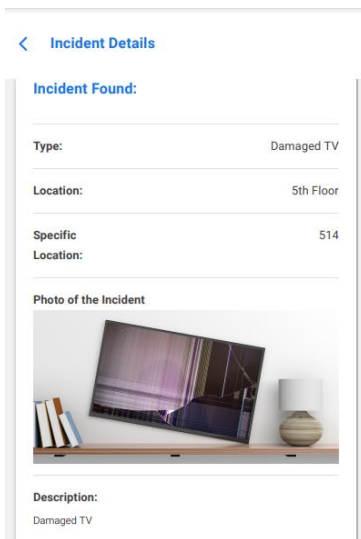 Incident Details
Incident Found:
Type: Damaged TV
Location: 5th Floor
Specific 514
Location:
Photo of the Incident
Description:
Damaged TV